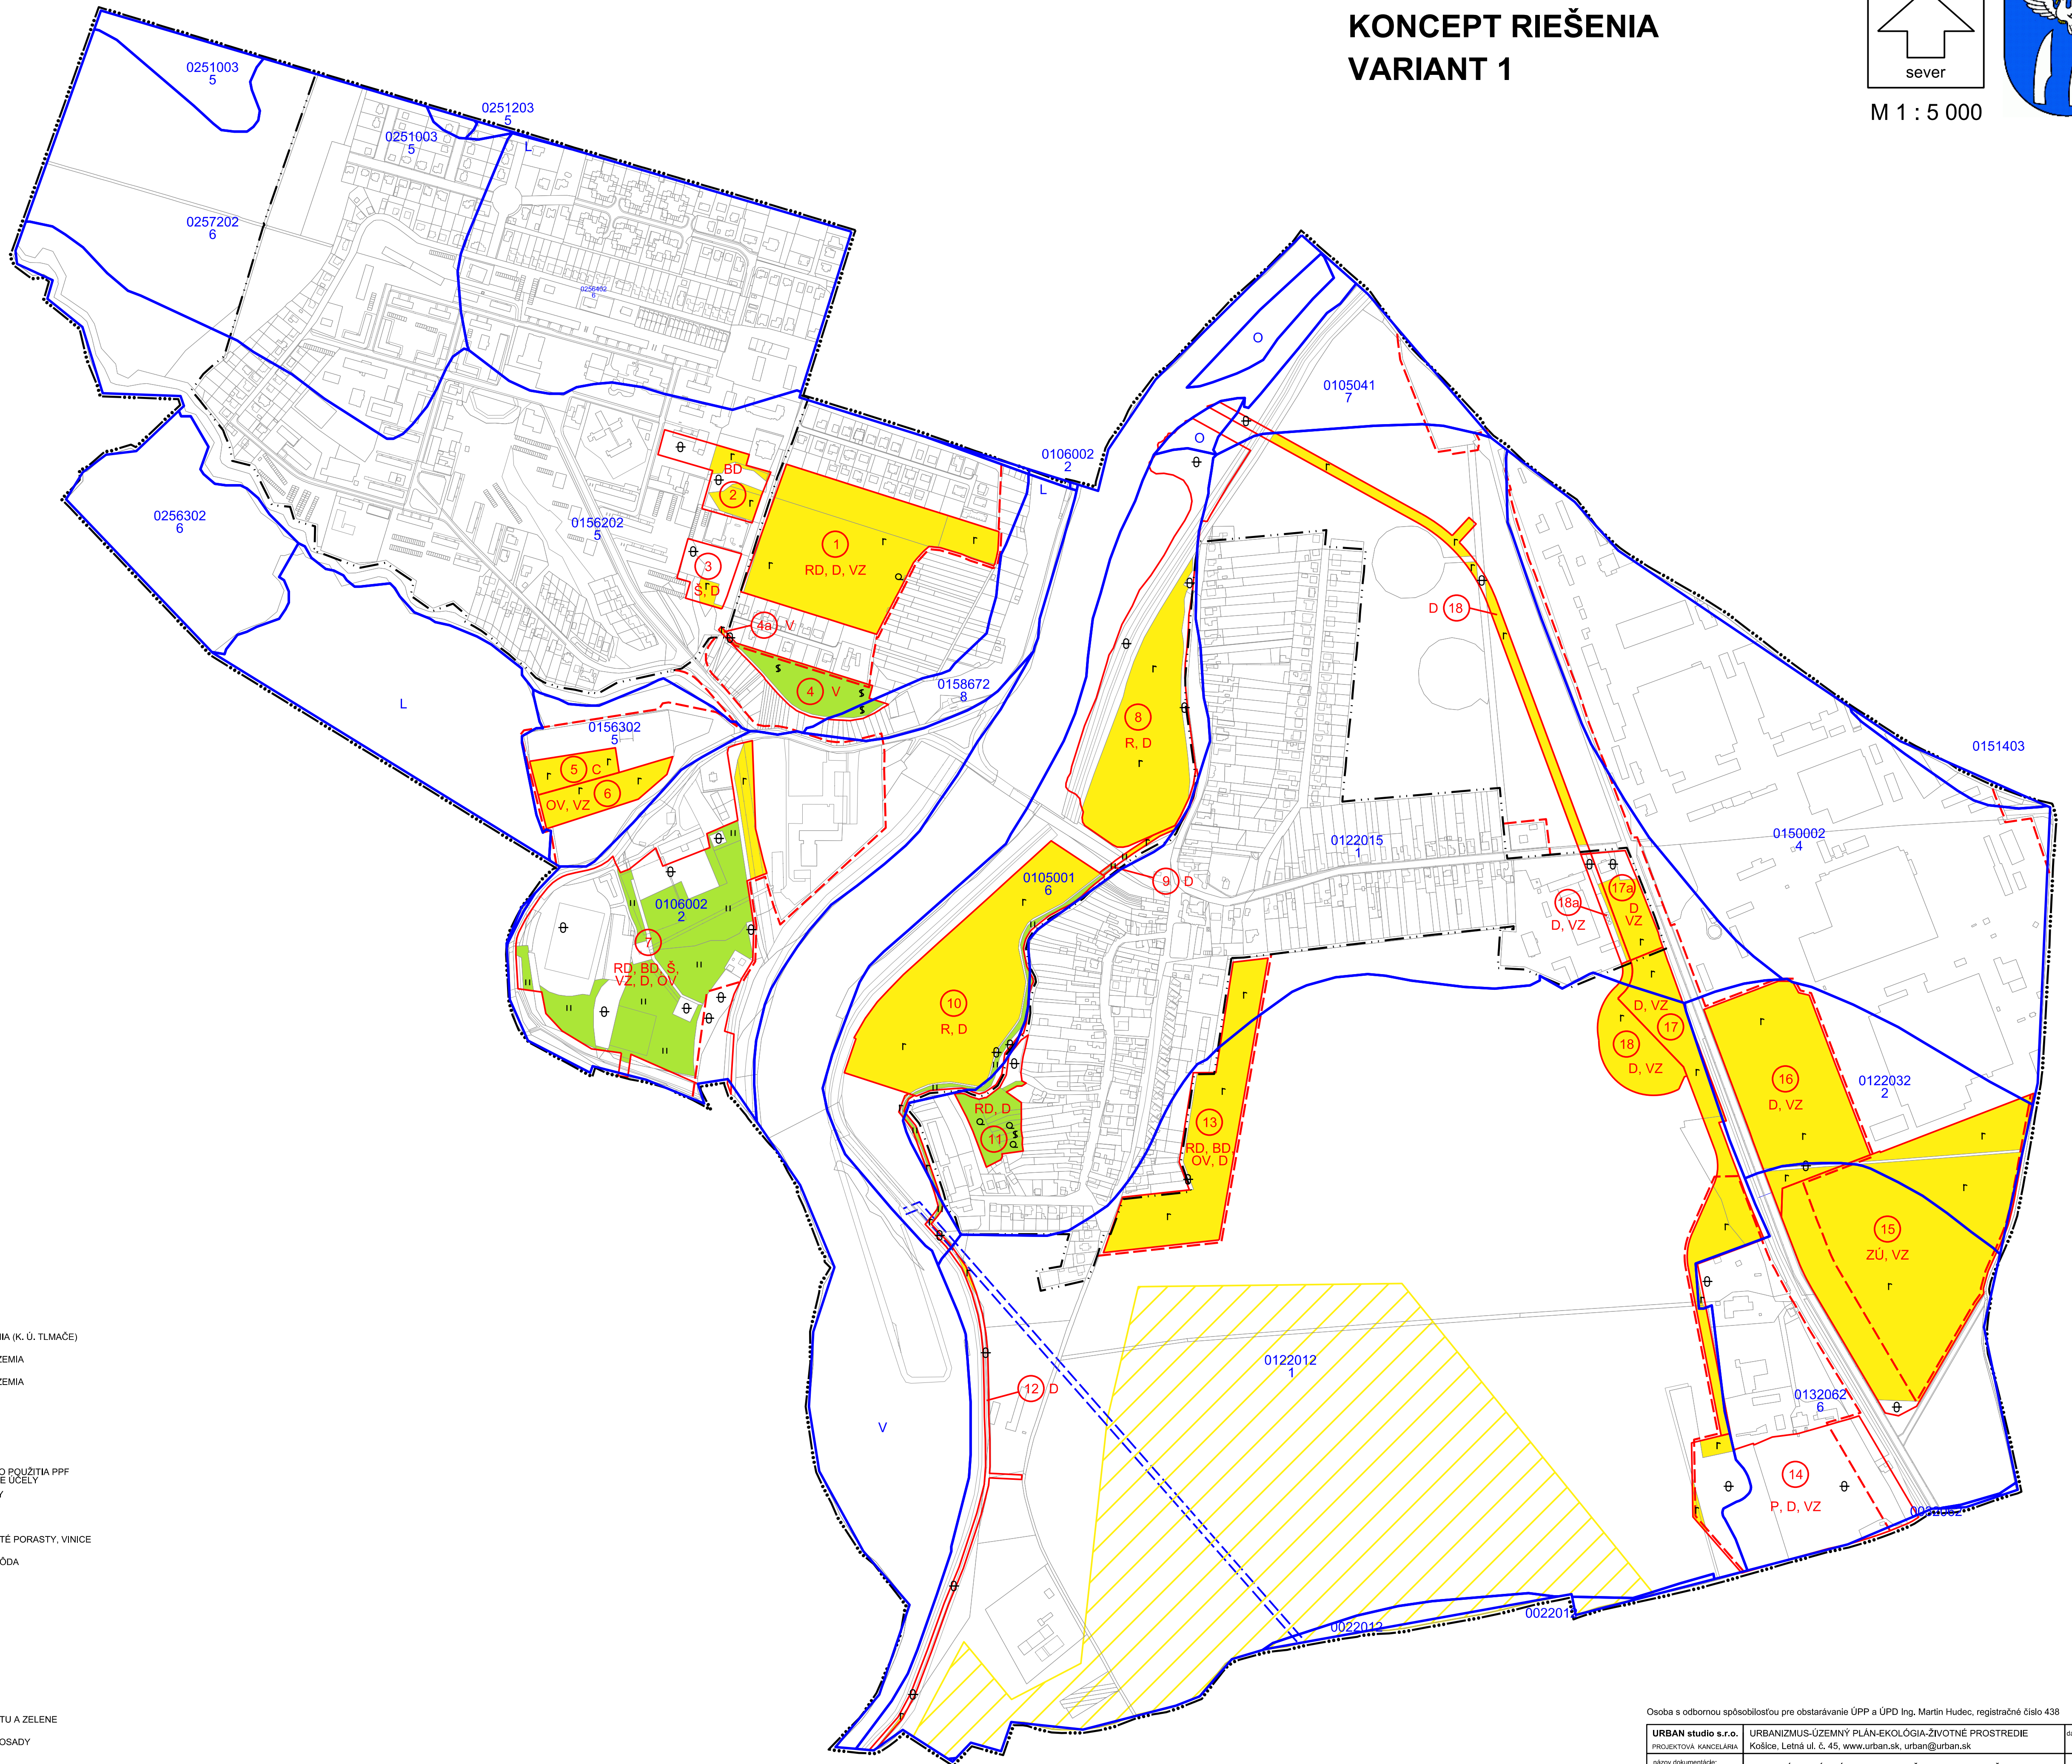 KONCEPT RIEŠENIA
VARIANT 1
sever
M 1 : 5 000
0251003
5
0251203
5
L
0251003
5
0257202
6
0256402
6
O
0105041
7
O
0106002
2
L
0256302
6
0156202
5
BD
2
1
RD, D, VZ
3
Š, D
4a V
4 V
D 18
L
0158672
8
0156302
5
5 C
6
OV, VZ
8
R, D
0151403
0150002
4
0122015
1
0105001
6
9 D
0106002
2
7
RD, BD, Š,
VZ, D, OV
17a
D
VZ
18a
D, VZ
10
R, D
D, VZ
17
18
D, VZ
16
D, VZ
0122032
2
RD, D
11
13
RD, BD
OV, D
15
ZÚ, VZ
0122012
1
12 D
0132062
6
V
14
P, D, VZ
0032062
0022012
0022012
NIA (K. Ú. TLMAČE)
ZEMIA
ZEMIA
O POUŽITIA PPF
E ÚČELY
Y
TÉ PORASTY, VINICE
ÔDA
TU A ZELENE
OSADY
Osoba s odbornou spôsobilosťou pre obstarávanie ÚPP a ÚPD Ing. Martin Hudec, registračné číslo 438
URBAN studio s.r.o. URBANIZMUS-ÚZEMNÝ PLÁN-EKOLÓGIA-ŽIVOTNÉ PROSTREDIE
PROJEKTOVÁ KANCELÁRIA Košice, Letná ul. č. 45, www.urban.sk, urban@urban.sk
názov dokumentácie: